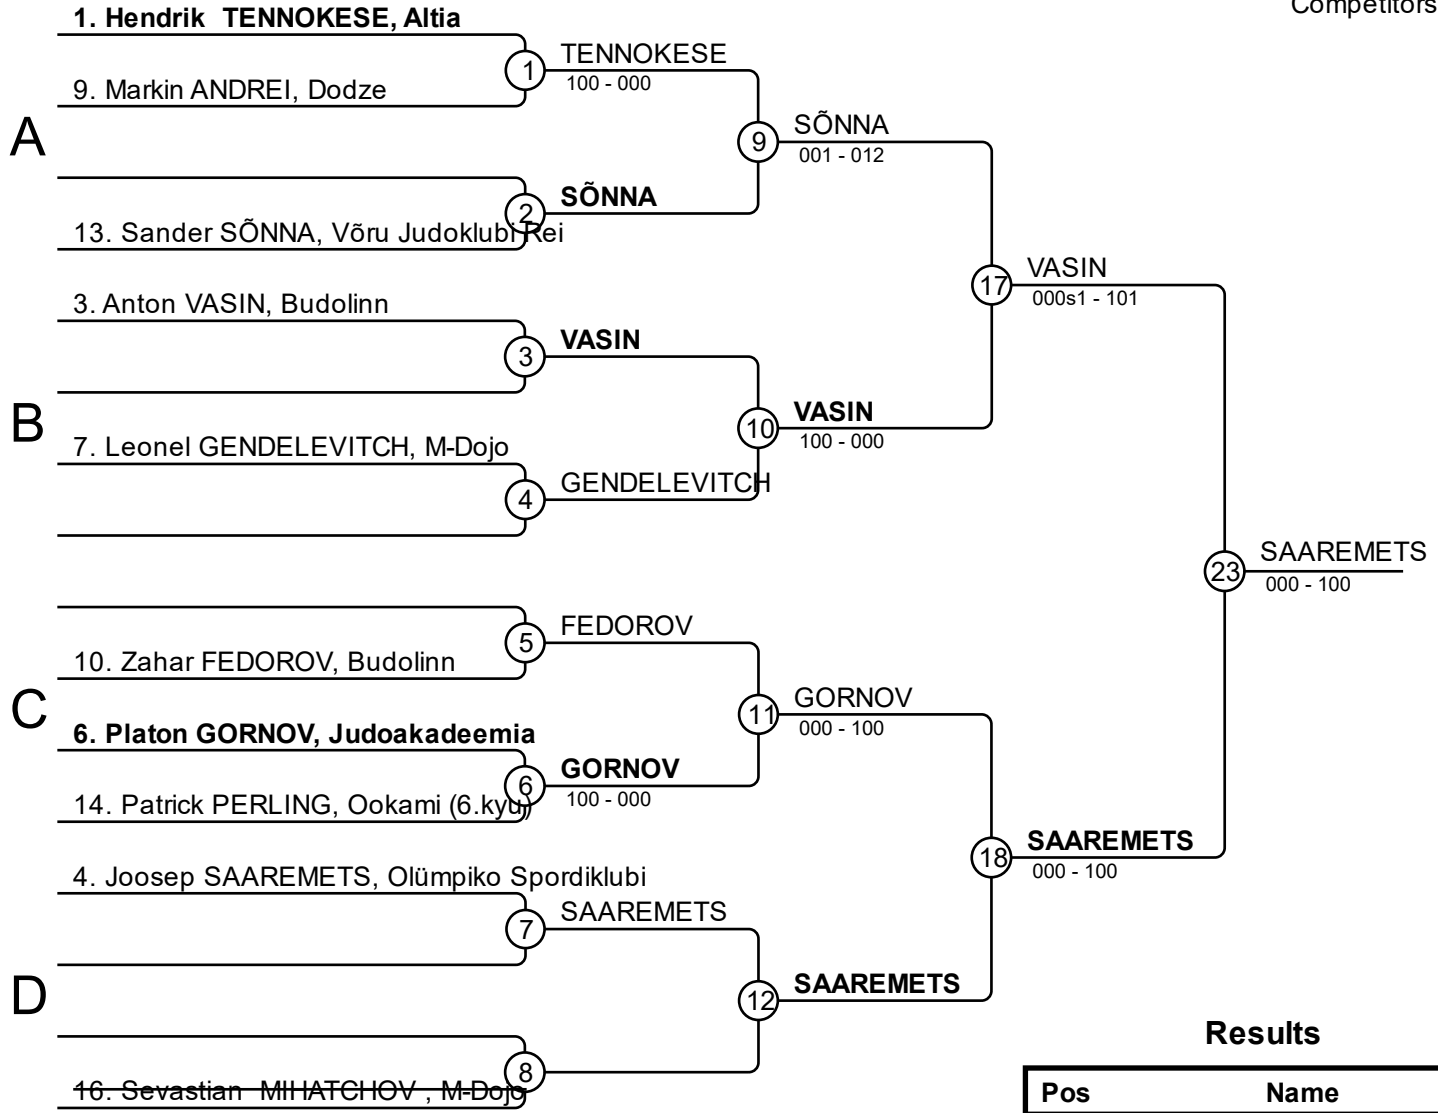 Competitors
1. Hendrik TENNOKESE, Altia
TENNOKESE
1
100 - 000
9. Markin ANDREI, Dodze
A
SÕNNA
9
001 - 012
SÕNNA
2
13. Sander SÕNNA, Võru Judoklubi Rei
VASIN
17
000s1 - 101
3. Anton VASIN, Budolinn
VASIN
3
B
VASIN
10
100 - 000
7. Leonel GENDELEVITCH, M-Dojo
GENDELEVITCH
4
SAAREMETS
23
000 - 100
FEDOROV
5
10. Zahar FEDOROV, Budolinn
C
GORNOV
11
000 - 100
6. Platon GORNOV, Judoakadeemia
GORNOV
6
100 - 000
14. Patrick PERLING, Ookami (6.kyu)
SAAREMETS
18
000 - 100
4. Joosep SAAREMETS, Olümpiko Spordiklubi
SAAREMETS
7
D
SAAREMETS
12
8
16. Sevastian MIHATCHOV , M-Dojo
Results
Pos Name